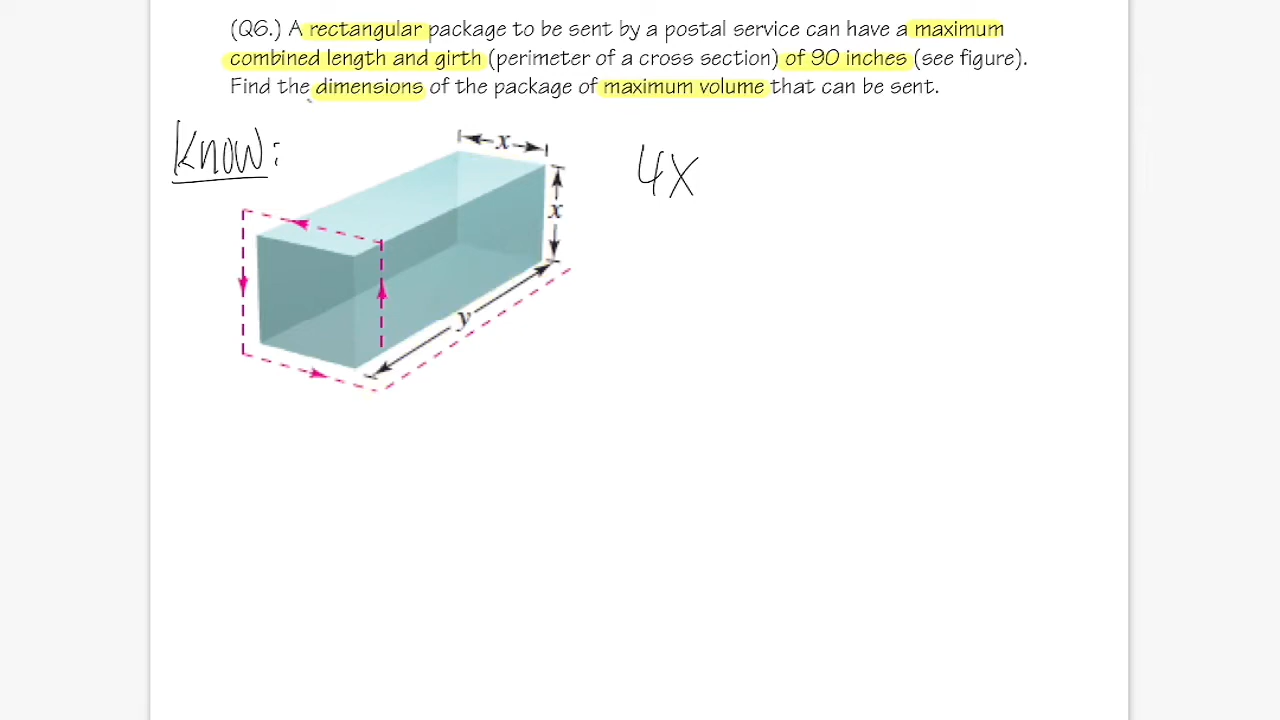 (Q6.) A rectangular package to be sent by a postal service can have a maximum
combined length and girth (perimeter of a cross section) of 90 inches (see figure).
Find the dimensions of the package of maximum volume that can be sent.
Know:
x
4x
x
y